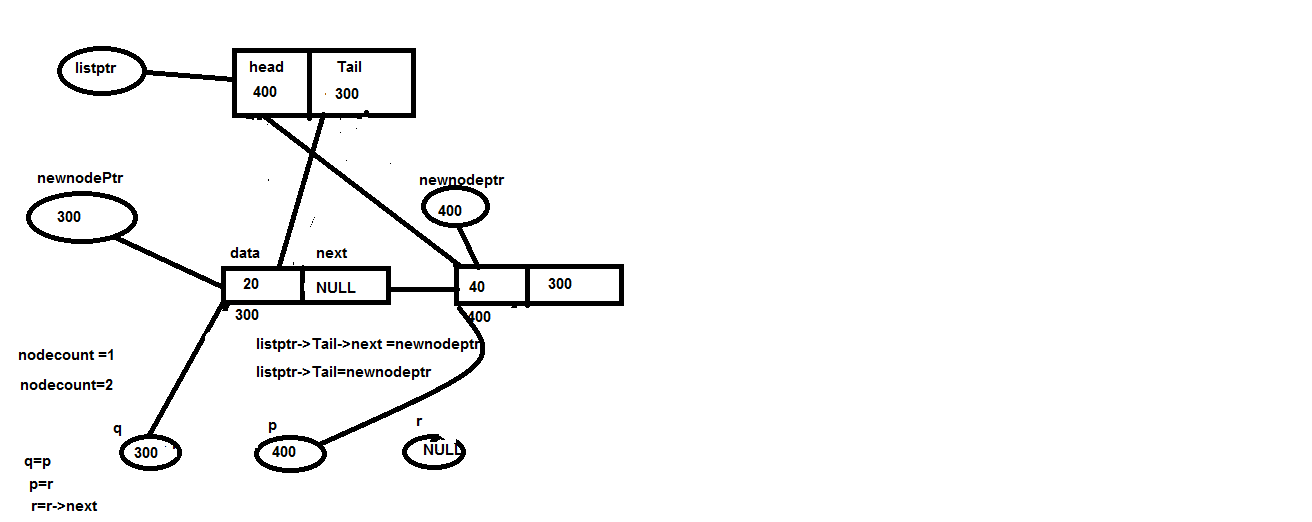 listptr
head Tail
400 300
newnodePtr
300
newnodeptr
400
data next
20 NULL
300
40 300
400
listptr->Tail->next =newnodeptr
listptr->Tail=newnodeptr
nodecount =1
nodecount=2
q p r
300 400 NULL
q=p
p=r
r=r->next